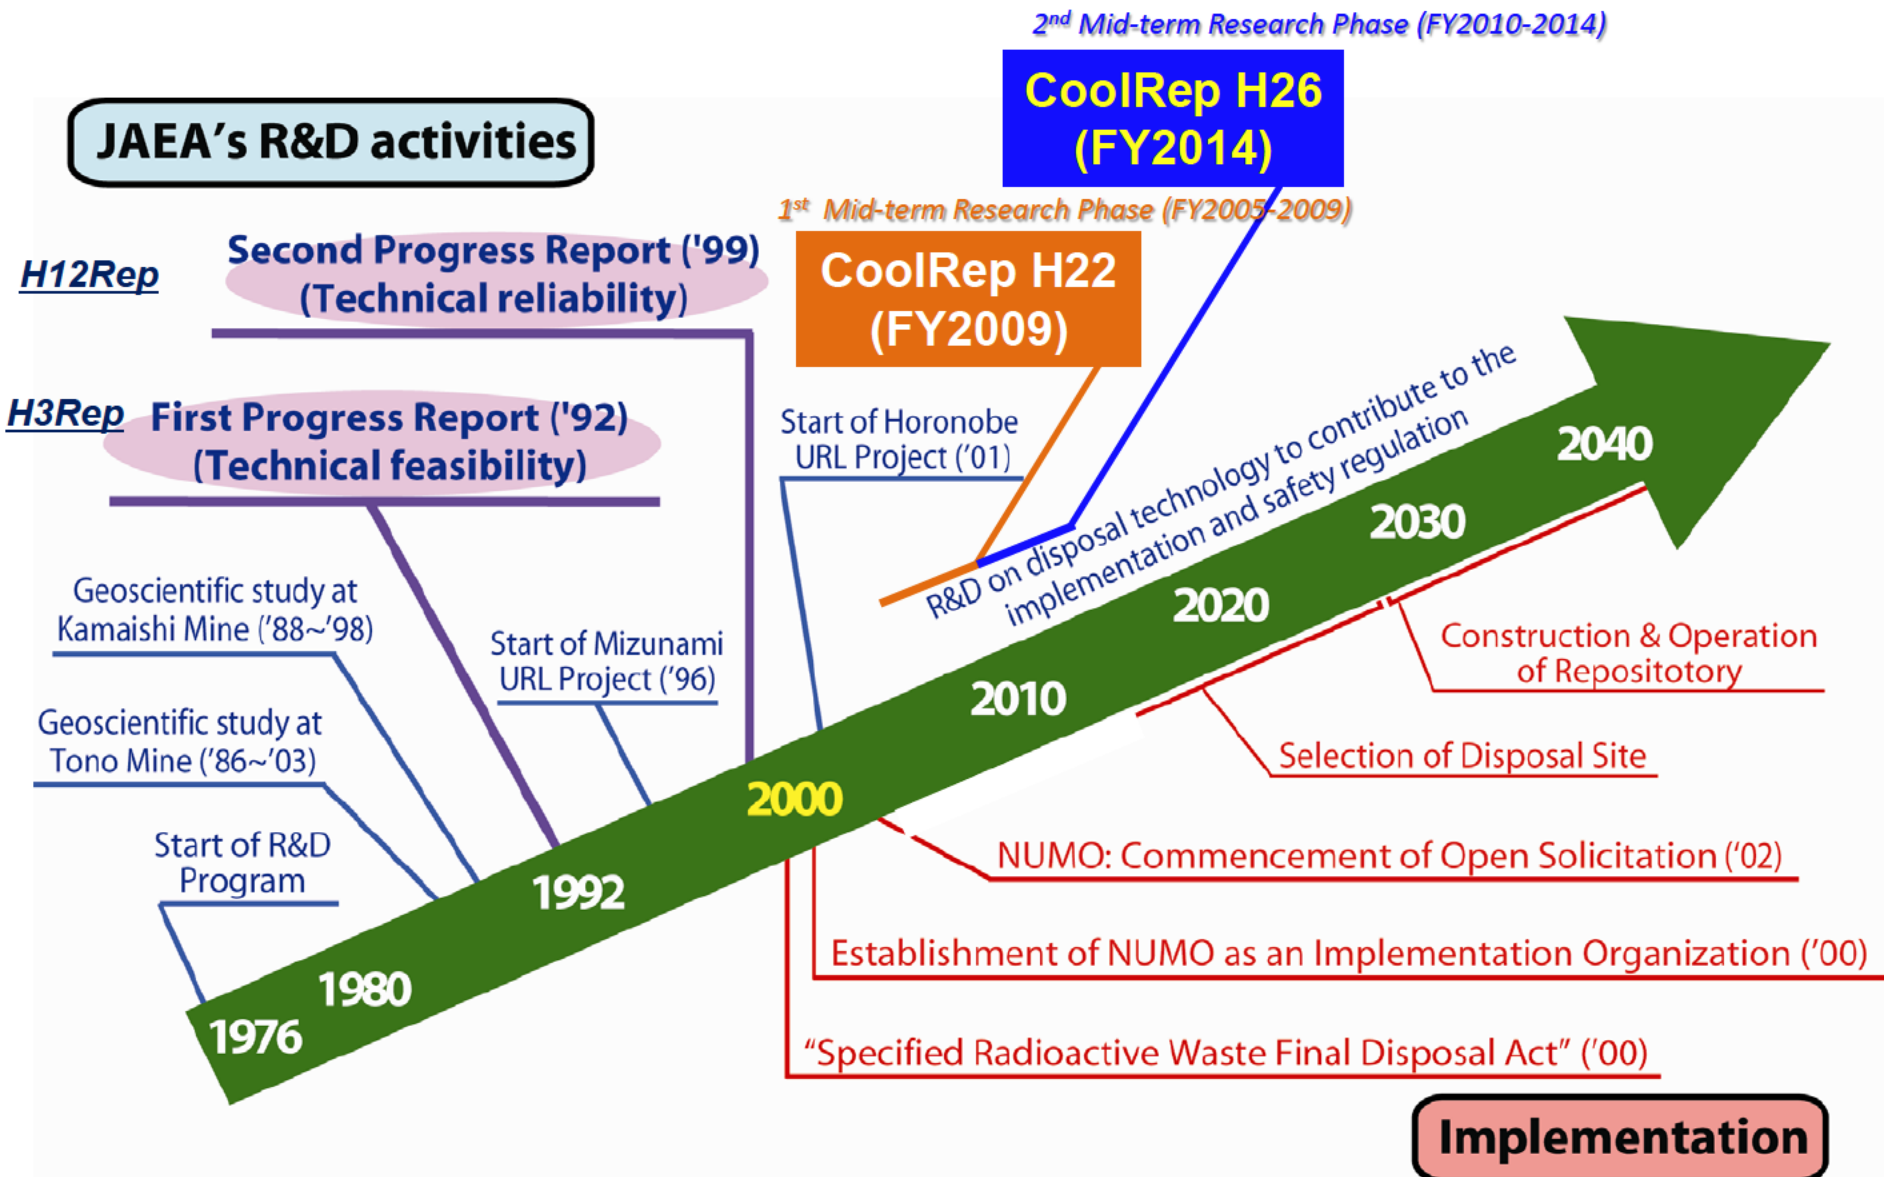 2nd Mid-term Research Phase (FY2010-2014)
CoolRep H26
(FY2014)
JAEA's R&D activities
1st Mid-term Research Phase (FY2005-2009)
CoolRep H22
(FY2009)
H12Rep
Second Progress Report ('99)
(Technical reliability)
H3Rep
First Progress Report ('92)
(Technical feasibility)
Start of Horonobe
URL Project ('01)
R&D on disposal technology to contribute to the
implementation and safety regulation
Geoscientific study at
Kamaishi Mine ('88~'98)
Start of Mizunami
URL Project ('96)
Geoscientific study at
Tono Mine ('86~'03)
Start of R&D
Program
1976
1980
1992
2000
2010
2020
2030
2040
Construction & Operation
of Repositotory
Selection of Disposal Site
NUMO: Commencement of Open Solicitation ('02)
Establishment of NUMO as an Implementation Organization ('00)
“Specified Radioactive Waste Final Disposal Act” ('00)
Implementation